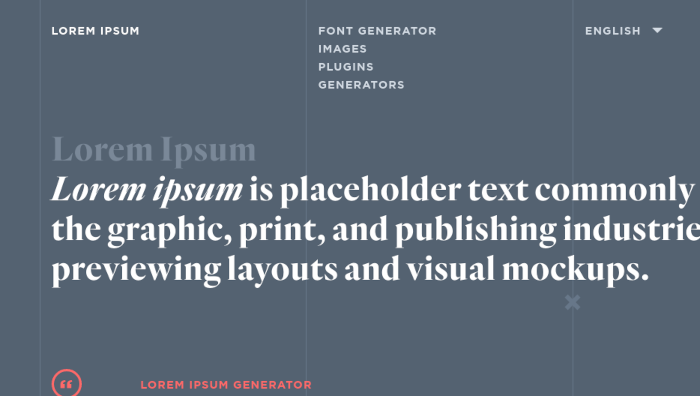 LOREM IPSUM
FONT GENERATOR
IMAGES
PLUGINS
GENERATORS
ENGLISH
Lorem Ipsum
Lorem ipsum is placeholder text commonly
the graphic, print, and publishing industrie
previewing layouts and visual mockups.
LOREM IPSUM GENERATOR